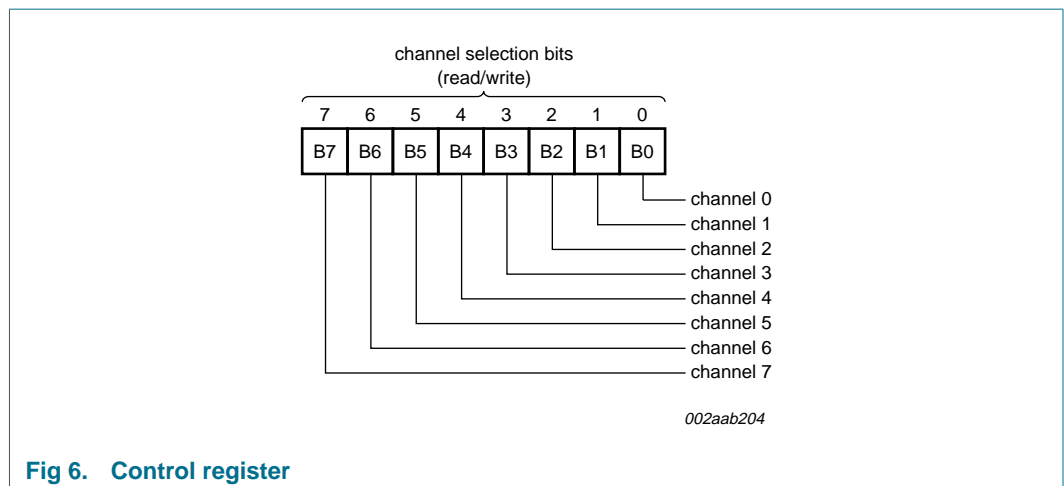 channel selection bits
(read/write)
7 6 5 4 3 2 1 0
B7 B6 B5 B4 B3 B2 B1 B0
channel 0
channel 1
channel 2
channel 3
channel 4
channel 5
channel 6
channel 7
002aab204
Fig 6. Control register